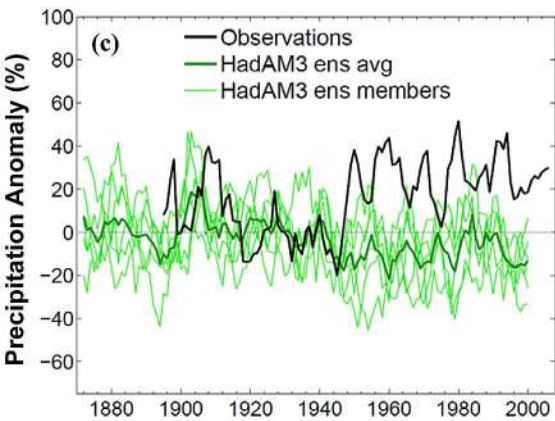 (c)
Observations
HadAM3 ens avg
HadAM3 ens members
Precipitation Anomaly (%)
100
80
60
40
20
0
−20
−40
−60
1880 1900 1920 1940 1960 1980 2000